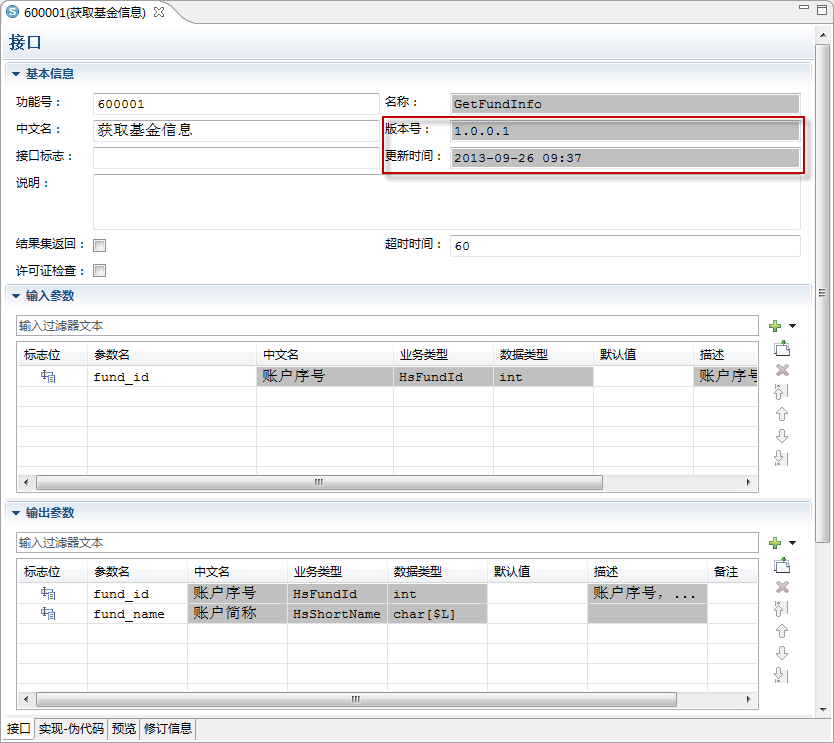 600001(获取基金信息)
接口
基本信息
功能号： 600001 名称： GetFundInfo
中文名： 获取基金信息 版本号： 1.0.0.1
接口标志： 更新时间： 2013-09-26 09:37
说明：
结果集返回： 超时时间： 60
许可证检查：
输入参数
输入过滤器文本
标志位 参数名 中文名 业务类型 数据类型 默认值 描述
fund_id 账户序号 HsFundId int 账户序号
输出参数
输入过滤器文本
标志位 参数名 中文名 业务类型 数据类型 默认值 描述 备注
fund_id 账户序号 HsFundId int 账户序号，...
fund_name 账户简称 HsShortName char[$L]
接口 实现-伪代码 预览 修订信息